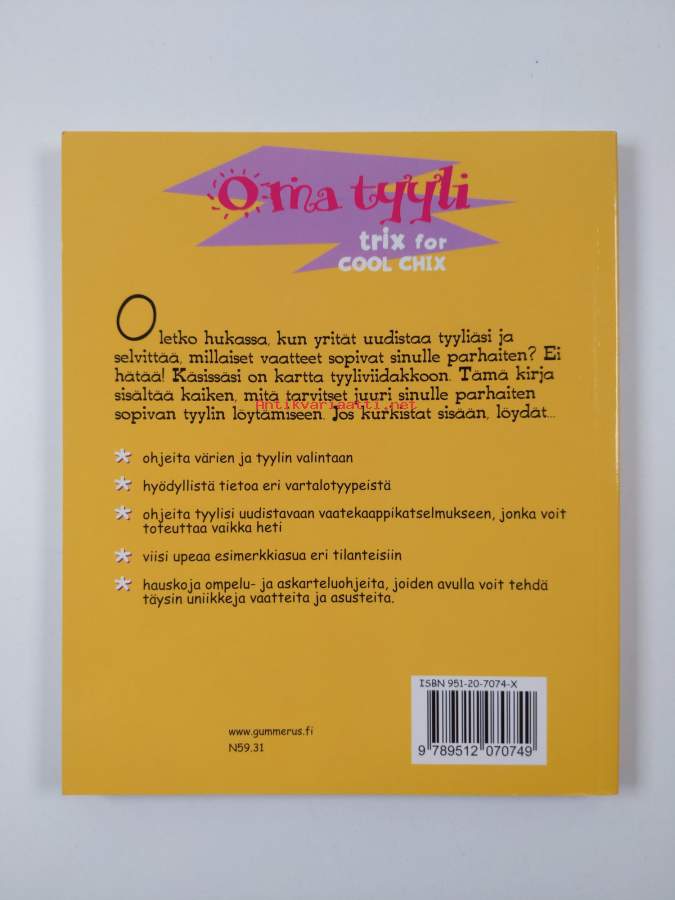 Oma tyyli
trix for
COOL CHIX
Oletko hukassa, kun yrität uudistaa tyyliäsi ja
selvittää, millaiset vaatteet sopivat sinulle parhaiten? Ei
hätää! Käsissäsi on kartta tyyliviidakkoon. Tämä kirja
sisältää kaiken, mitä tarvitset juuri sinulle parhaiten
sopivan tyylin löytämiseen. Jos kurkistat sisään, löydät...
Antikvariaatti.net
* ohjeita värien ja tyylin valintaan
* hyödyllistä tietoa eri vartalotyypeistä
* ohjeita tyylisi uudistavaan vaatekaappikatselmukseen, jonka voit
toteuttaa vaikka heti
* viisi upeaa esimerkkiasua eri tilanteisiin
* hauskoja ompelu- ja askarteluohjeita, joiden avulla voit tehdä
täysin uniikkeja vaatteita ja asusteita.
ISBN 951-20-7074-X
www.gummerus.fi
N59.31
9 789512 070749